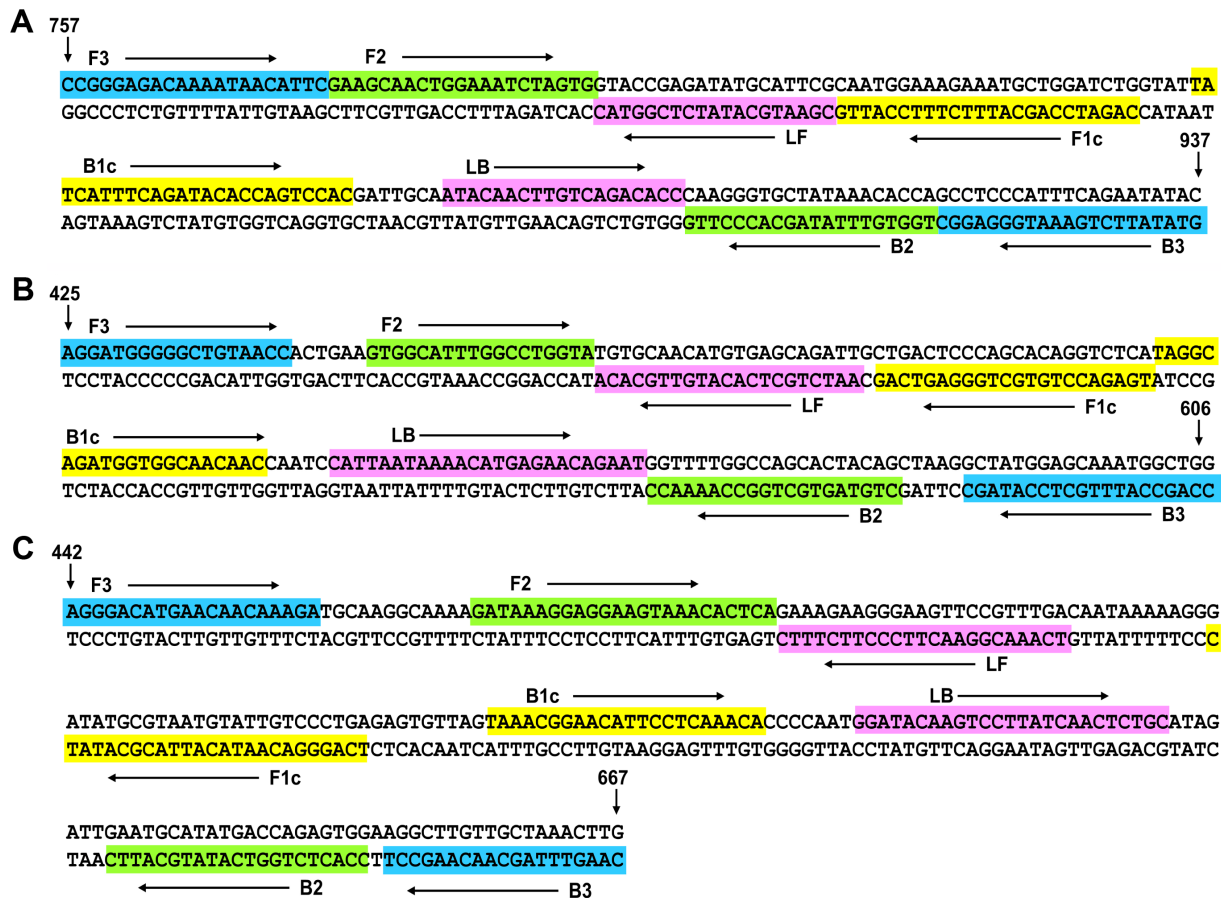 A
757
F3 F2
CCGGGAGACAAAATAACATTCGAAGCAACTGGAAATCTAGTGGTACCGAGATATGCATTCGCAATGGAAAGAAATGCTGGATCTGGTATTA
GGCCCTCTGTTTTATTGTAAGCTTCGTTGACCTTTAGATCACCATGGCTCTATACGTAAGCGTTACCTTTCTTTACGACCTAGACCATAAT
LF F1c
937
B1c LB
TCATTTCAGATACACCAGTCCACGATTGCAATACAACTTGTCAGACACCCAAGGGTGCTATAAACACCAGCCTCCCATTTCAGAATATAC
AGTAAAGTCTATGTGGTCAGGTGCTAACGTTATGTTGAACAGTCTGTGGGTTCCCACGATATTTGTGGTCGGAGGGTAAAGTCTTATATG
B2 B3
B
425
F3 F2
AGGATGGGGGCTGTAACCACTGAAGTGGCATTTGGCCTGGTATGTGCAACATGTGAGCAGATTGCTGACTCCCAGCACAGGTCTCATAGGC
TCCTACCCCCGACATTGGTGACTTCACCGTAAACCGGACCATACACGTTGTACACTCGTCTAACGACTGAGGGTCGTGTCCAGAGTATCCG
LF F1c
606
B1c LB
AGATGGTGGCAACAACCAATCCCATTAATAAAACATGAGAACAGAATGGTTTTGGCCAGCACTACAGCTAAGGCTATGGAGCAAATGGCTGG
TCTACCACCGTTGTTGGTTAGGTAATTATTTTGTACTCTTGTCTTACCAAAACCGGTCGTGATGTCGATTCCGATACCTCGTTTACCGACC
B2 B3
C
442
F3 F2
AGGGACATGAACAACAAAGATGCAAGGCAAAAGATAAAGGAGGAAGTAAACACTCAGAAAGAAGGGAAGTTCCGTTTGACAATAAAAAGGG
TCCCTGTACTTGTTGTTTCTACGTTCCGTTTTCTATTTCCTCCTTCATTTGTGAGTCTTTCTTCCCTTCAAGGCAAACTGTTATTTTTCCC
LF
B1c LB
ATATGCGTAATGTATTGTCCCTGAGAGTGTTAGTAAACGGAACATTCCTCAAACACCCCAATGGATACAAGTCCTTATCAACTCTGCATAG
TATACGCATTACATAACAGGGACTCTCACAATCATTTGCCTTGTAAGGAGTTTGTGGGGTTACCTATGTTCAGGAATAGTTGAGACGTATC
F1c
667
ATTGAATGCATATGACCAGAGTGGAAGGCTTGTTGCTAAACTTG
TAACTTACGTATACTGGTCTCACCTTCCGAACAACGATTTGAAC
B2 B3